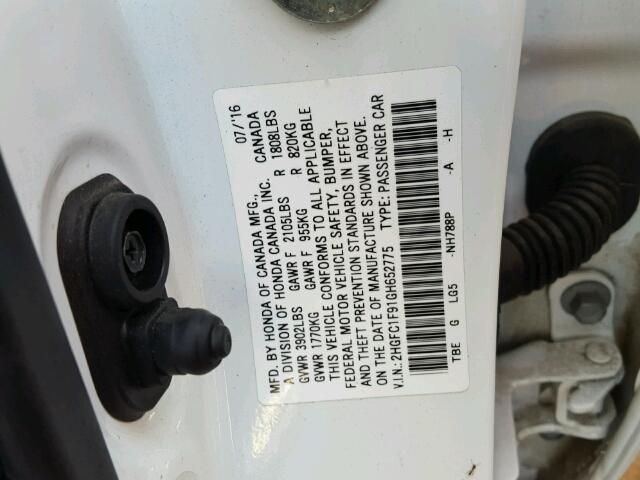 MFD. BY HONDA OF CANADA MFG., 07/'16
A DIVISION OF HONDA CANADA INC. CANADA
GVWR 3902LBS GAWR F 2105LBS R 1808LBS
GVWR 1770KG GAWR F 955KG R 820KG
THIS VEHICLE CONFORMS TO ALL APPLICABLE
FEDERAL MOTOR VEHICLE SAFETY, BUMPER,
AND THEFT PREVENTION STANDARDS IN EFFECT
ON THE DATE OF MANUFACTURE SHOWN ABOVE.
V.I.N.: 2HGFC1F91GH652775 TYPE: PASSENGER CAR
TBE G LG5 -NH788P -A -H